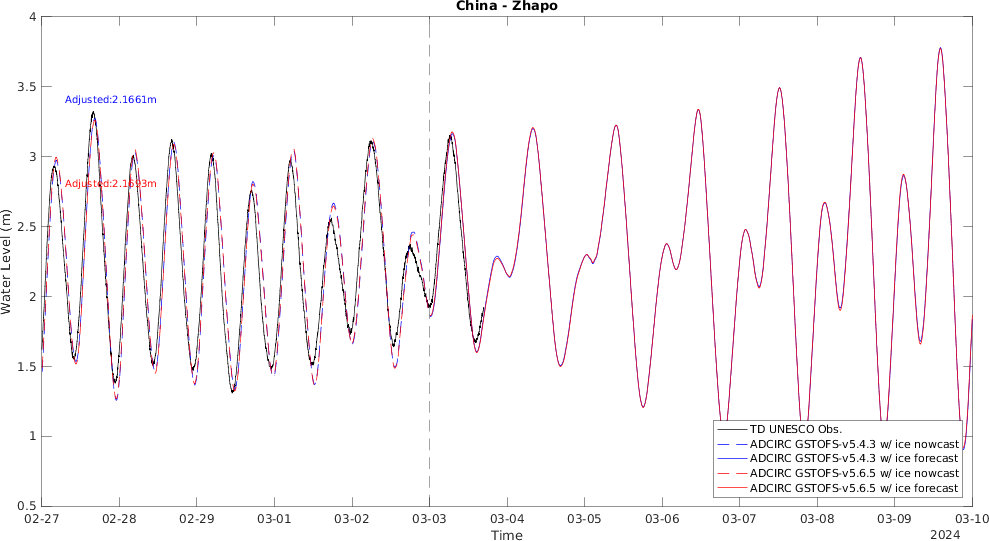 China - Zhapo
4
3.5
3
2.5
2
1.5
1
0.5
Water Level (m)
Adjusted:2.1661m
Adjusted:2.1693m
TD UNESCO Obs.
ADCIRC GSTOFS-v5.4.3 w/ ice nowcast
ADCIRC GSTOFS-v5.4.3 w/ ice forecast
ADCIRC GSTOFS-v5.6.5 w/ ice nowcast
ADCIRC GSTOFS-v5.6.5 w/ ice forecast
02-27 02-28 02-29 03-01 03-02 03-03 03-04 03-05 03-06 03-07 03-08 03-09 03-10
Time
2024